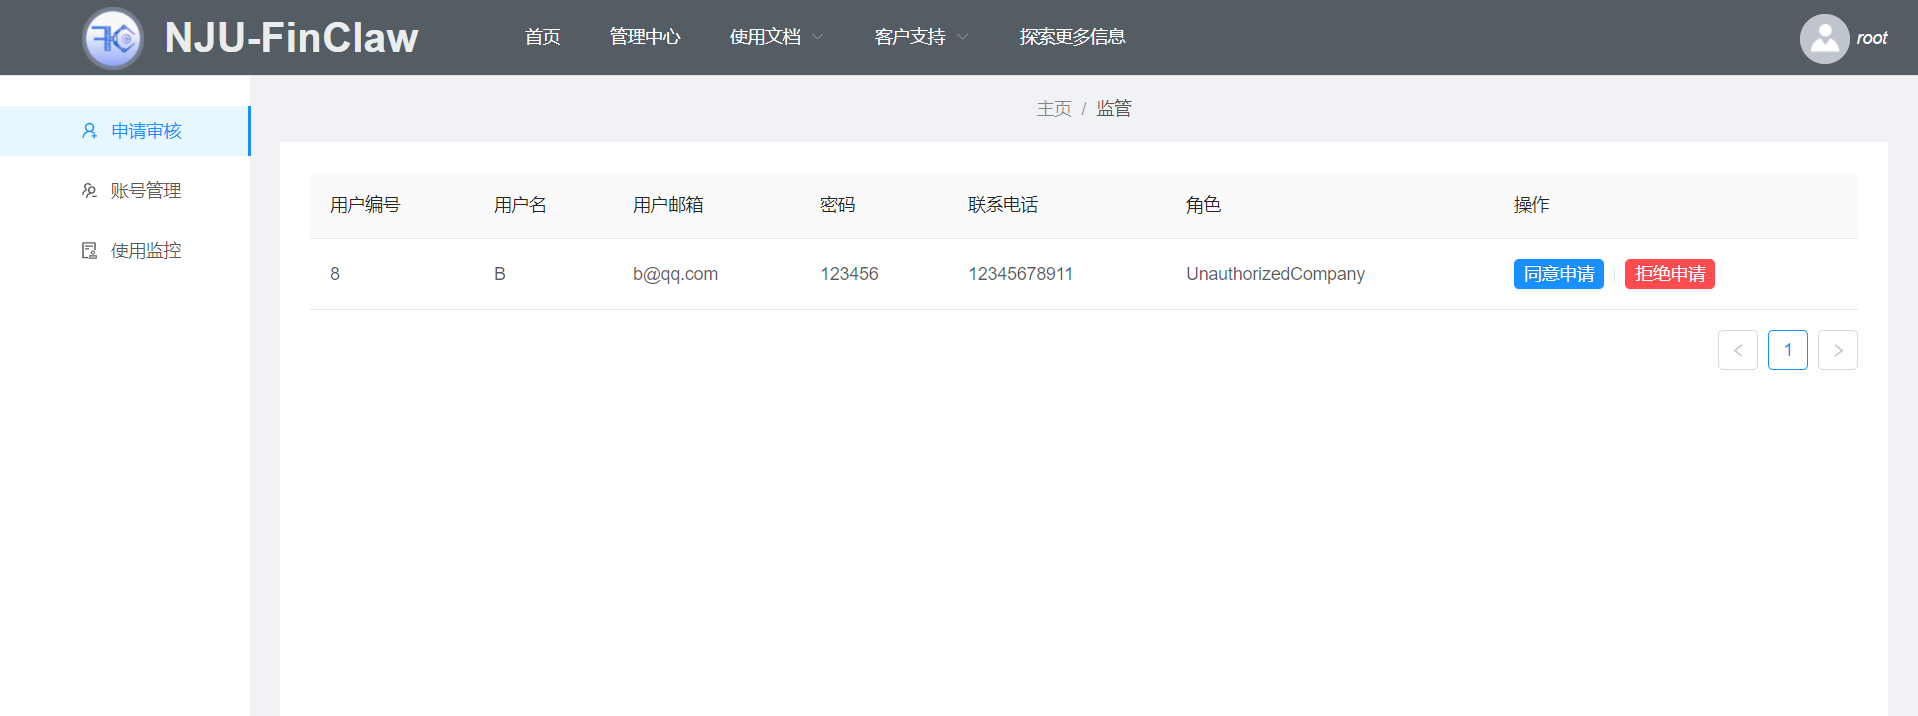 NJU-FinClaw
首页 管理中心 使用文档 客户支持 探索更多信息
root
申请审核
账号管理
使用监控
主页 / 监管
用户编号 用户名 用户邮箱 密码 联系电话 角色 操作
8 B b@qq.com 123456 12345678911 UnauthorizedCompany 同意申请 拒绝申请
< 1 >